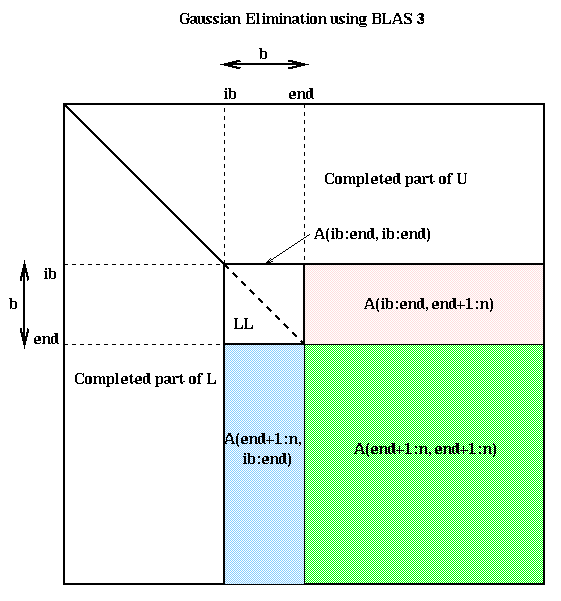 Gaussian Elimination using BLAS 3
b
ib
end
Completed part of U
A(ib:end, ib:end)
ib
b
A(ib:end, end+1:n)
LL
end
Completed part of L
A(end+1:n,
ib:end)
A(end+1:n, end+1:n)